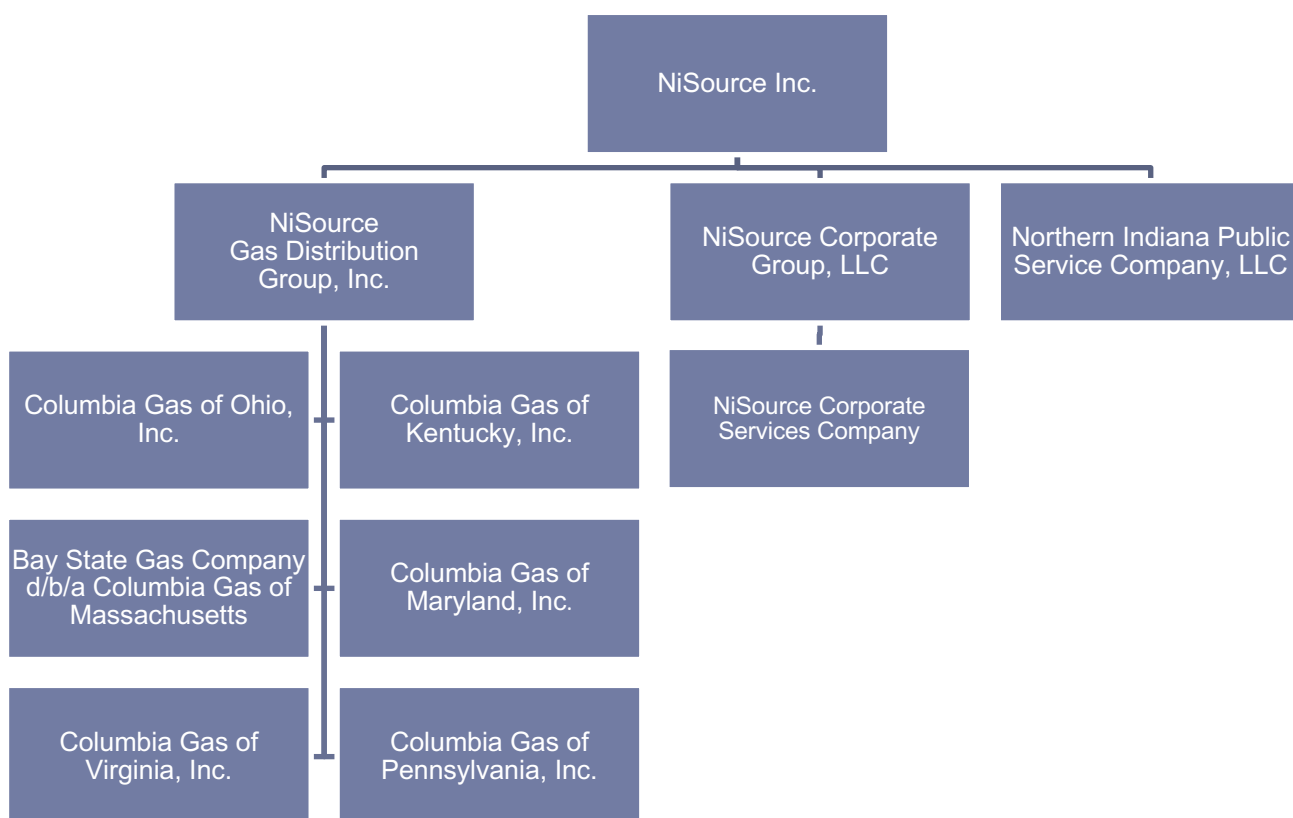 NiSource Inc.
NiSource
Gas Distribution
Group, Inc.
NiSource Corporate
Group, LLC
Northern Indiana Public
Service Company, LLC
Columbia Gas of Ohio,
Inc.
Columbia Gas of
Kentucky, Inc.
NiSource Corporate
Services Company
Bay State Gas Company
d/b/a Columbia Gas of
Massachusetts
Columbia Gas of
Maryland, Inc.
Columbia Gas of
Virginia, Inc.
Columbia Gas of
Pennsylvania, Inc.